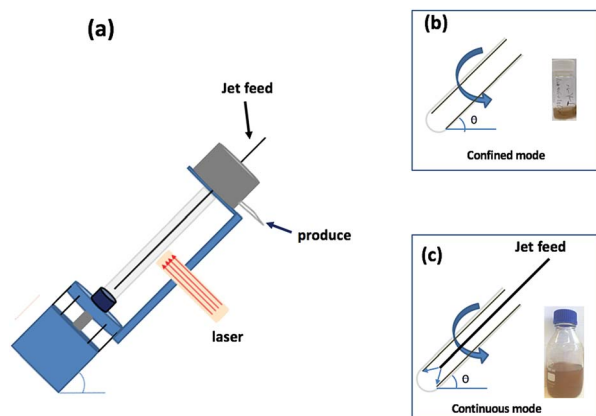 (a)
Jet feed
produce
laser
(b)
θ
Confined mode
(c)
Jet feed
θ
Continuous mode